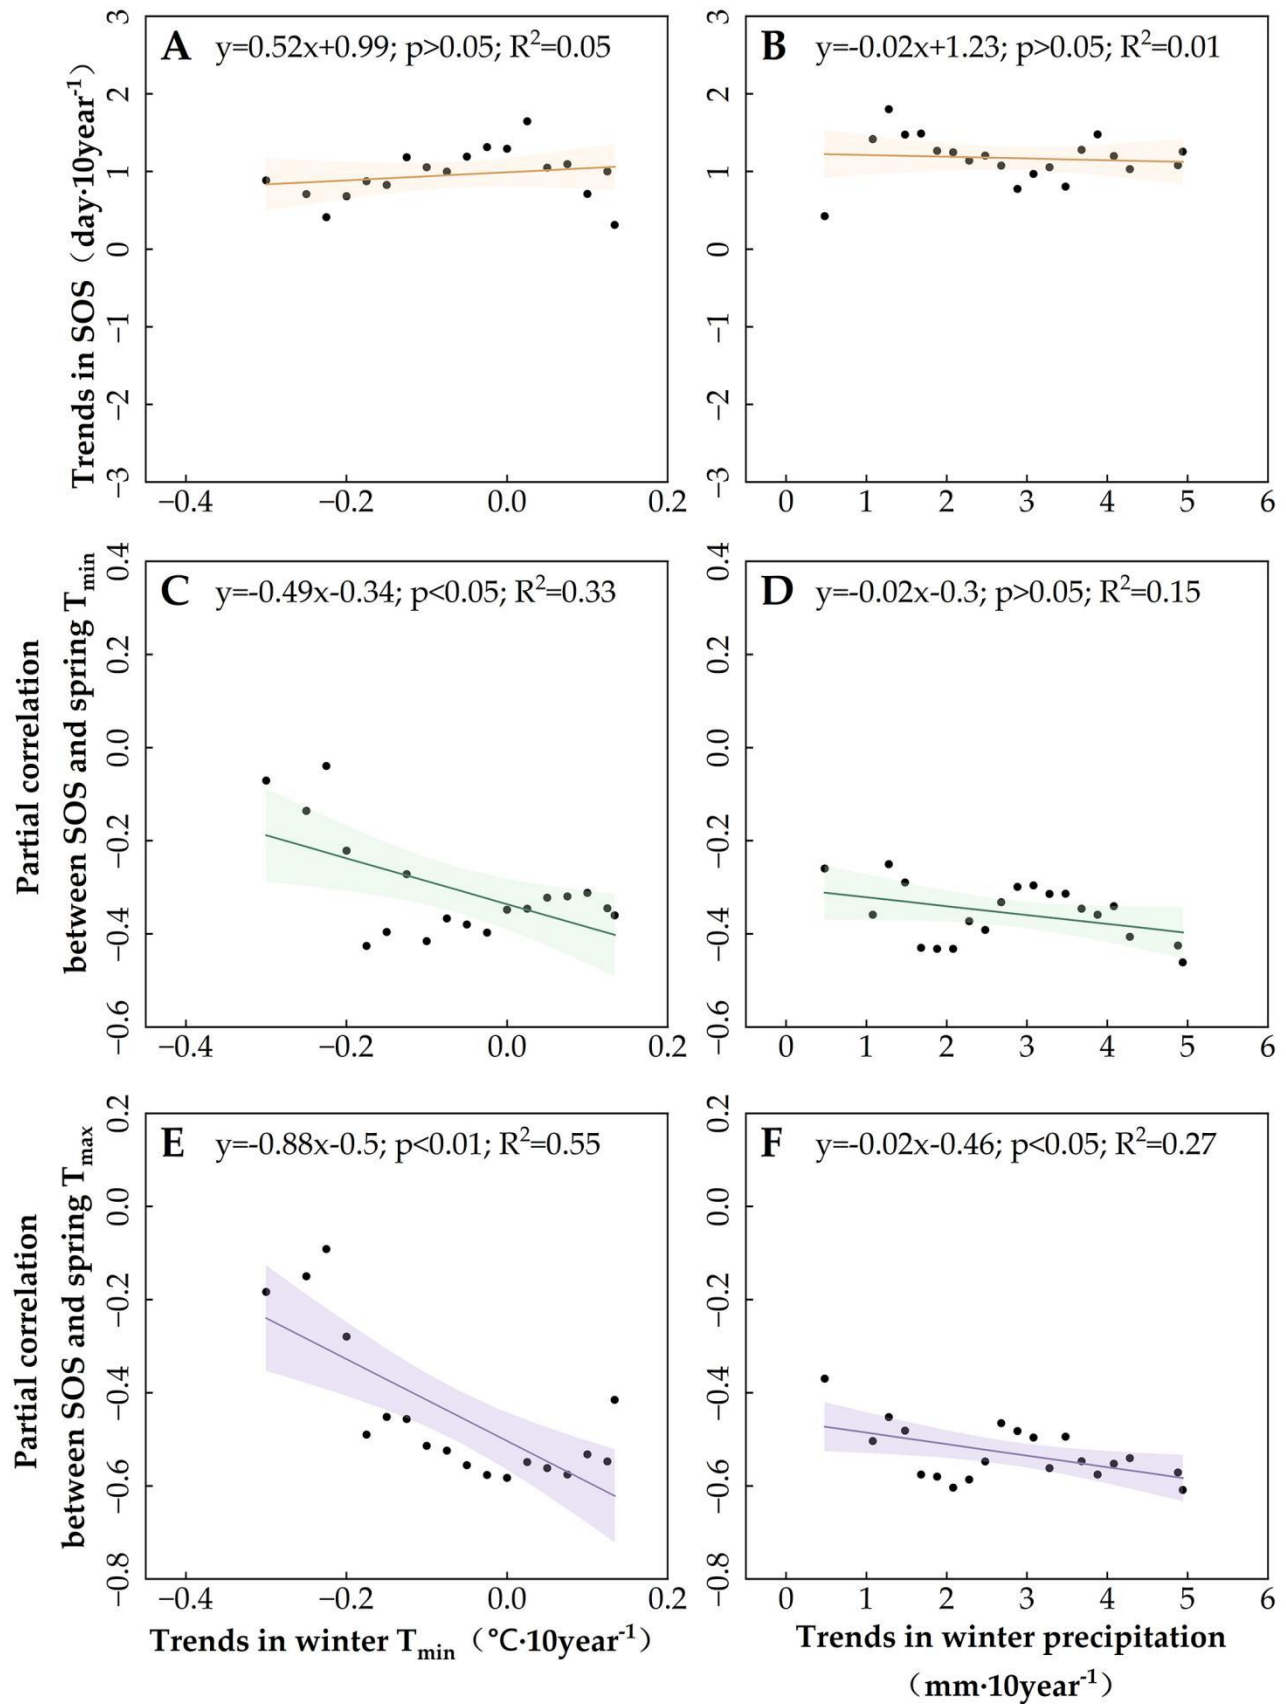 A y=0.52x+0.99; p>0.05; R²=0.05
B y=-0.02x+1.23; p>0.05; R²=0.01
Trends in SOS（day·10year⁻¹)
3
2
1
0
−1
−2
−3
−0.4 −0.2 0.0 0.2
0 1 2 3 4 5 6
C y=-0.49x-0.34; p<0.05; R²=0.33
D y=-0.02x-0.3; p>0.05; R²=0.15
Partial correlation
between SOS and spring Tmin
0.4
0.2
0.0
−0.2
−0.4
−0.6
0.4
0.2
0.0
−0.2
−0.4
−0.6
−0.4 −0.2 0.0 0.2
0 1 2 3 4 5 6
E y=-0.88x-0.5; p<0.01; R²=0.55
F y=-0.02x-0.46; p<0.05; R²=0.27
Partial correlation
between SOS and spring Tmax
0.2
0.0
−0.2
−0.4
−0.6
−0.8
0.2
0.0
−0.2
−0.4
−0.6
−0.8
−0.4 −0.2 0.0 0.2
0 1 2 3 4 5 6
Trends in winter Tmin（°C·10year⁻¹）
Trends in winter precipitation
（mm·10year⁻¹）